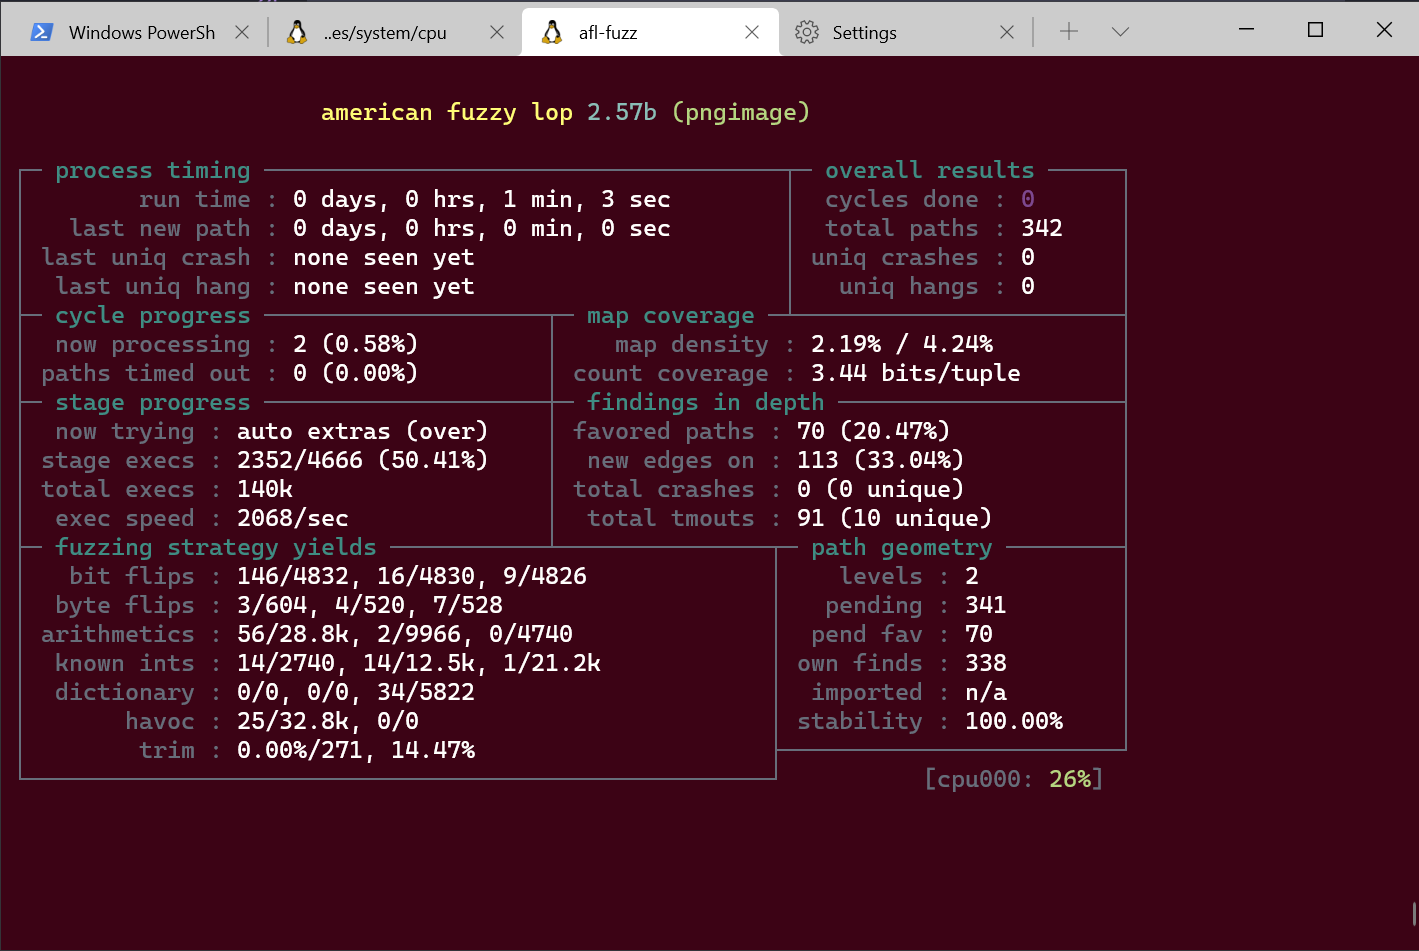 Windows PowerSh
..es/system/cpu
afl-fuzz
Settings
american fuzzy lop 2.57b (pngimage)
process timing
run time : 0 days, 0 hrs, 1 min, 3 sec
last new path : 0 days, 0 hrs, 0 min, 0 sec
last uniq crash : none seen yet
last uniq hang : none seen yet
overall results
cycles done : 0
total paths : 342
uniq crashes : 0
uniq hangs : 0
cycle progress
now processing : 2 (0.58%)
paths timed out : 0 (0.00%)
map coverage
map density : 2.19% / 4.24%
count coverage : 3.44 bits/tuple
stage progress
now trying : auto extras (over)
stage execs : 2352/4666 (50.41%)
total execs : 140k
exec speed : 2068/sec
findings in depth
favored paths : 70 (20.47%)
new edges on : 113 (33.04%)
total crashes : 0 (0 unique)
total tmouts : 91 (10 unique)
fuzzing strategy yields
bit flips : 146/4832, 16/4830, 9/4826
byte flips : 3/604, 4/520, 7/528
arithmetics : 56/28.8k, 2/9966, 0/4740
known ints : 14/2740, 14/12.5k, 1/21.2k
dictionary : 0/0, 0/0, 34/5822
havoc : 25/32.8k, 0/0
trim : 0.00%/271, 14.47%
path geometry
levels : 2
pending : 341
pend fav : 70
own finds : 338
imported : n/a
stability : 100.00%
[cpu000: 26%]